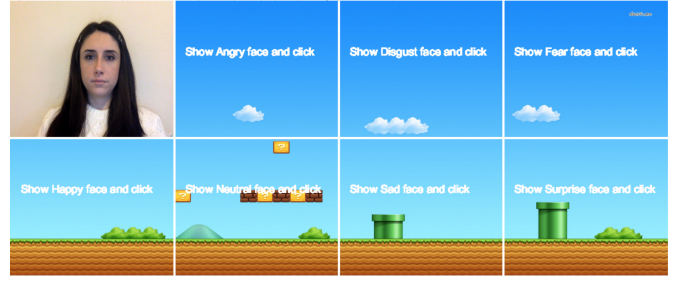 Show Angry face and click
Show Disgust face and click
Show Fear face and click
Show Happy face and click
Show Neutral face and click
Show Sad face and click
Show Surprise face and click